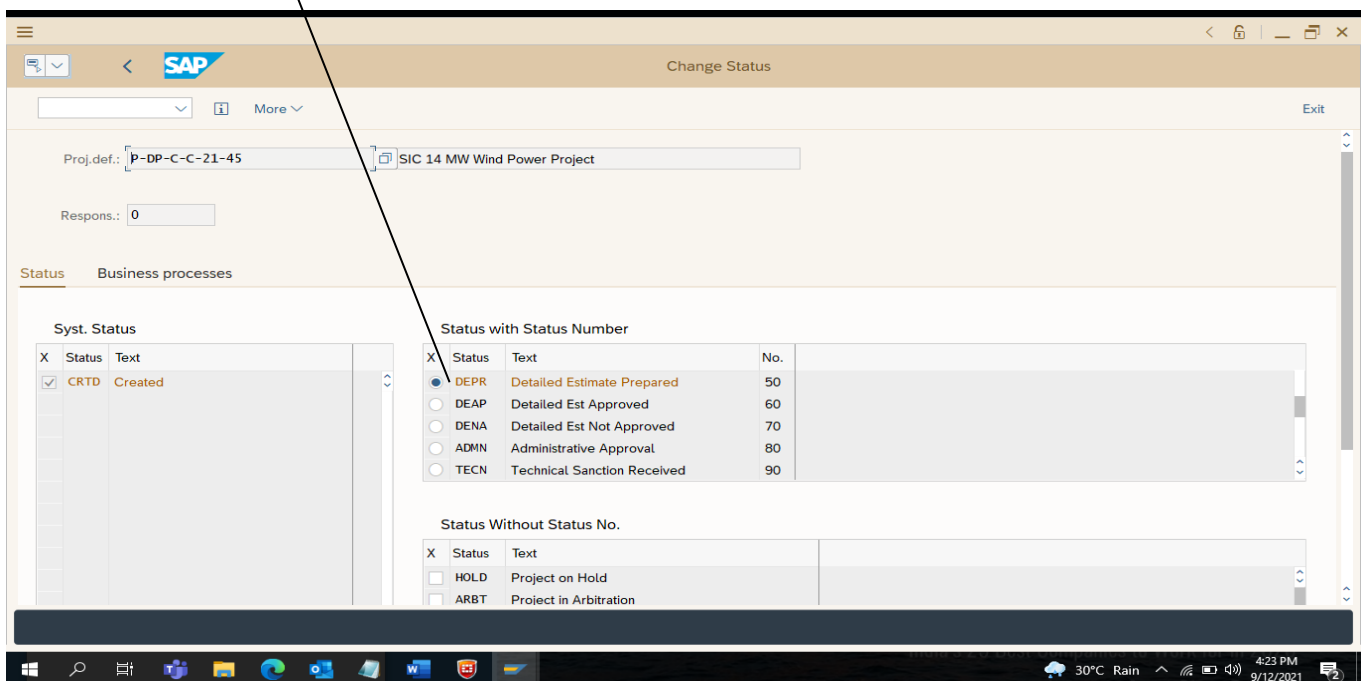 SAP
Change Status
More
Exit
Proj.def.: P-DP-C-C-21-45 SIC 14 MW Wind Power Project
Respons.: 0
Status Business processes
Syst. Status
X Status Text
CRTD Created
Status with Status Number
X Status Text No.
DEPR Detailed Estimate Prepared 50
DEAP Detailed Est Approved 60
DENA Detailed Est Not Approved 70
ADMN Administrative Approval 80
TECN Technical Sanction Received 90
Status Without Status No.
X Status Text
HOLD Project on Hold
ARBT Project in Arbitration
30°C Rain
4:23 PM
9/12/2021
2